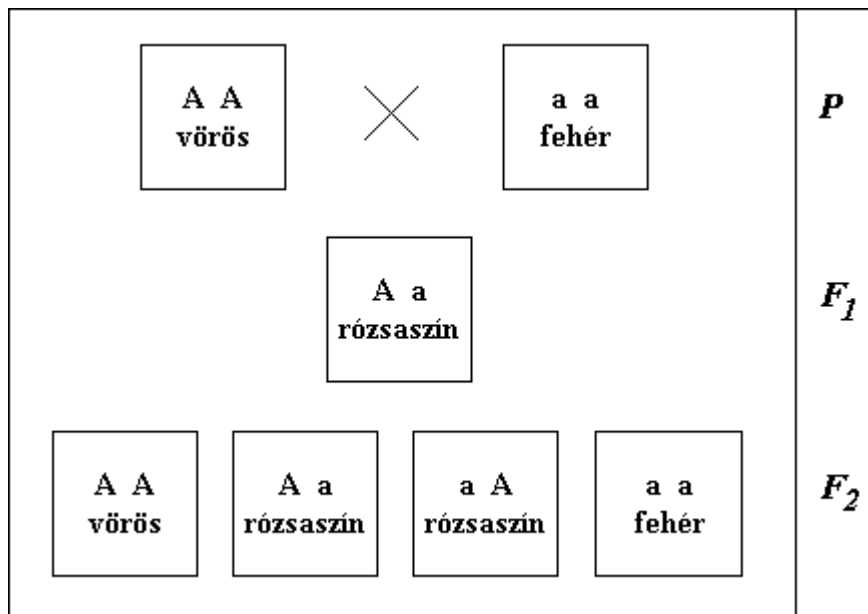 A A
vörös
a a
fehér
P
A a
rózsaszín
F1
A A
vörös
A a
rózsaszín
a A
rózsaszín
a a
fehér
F2